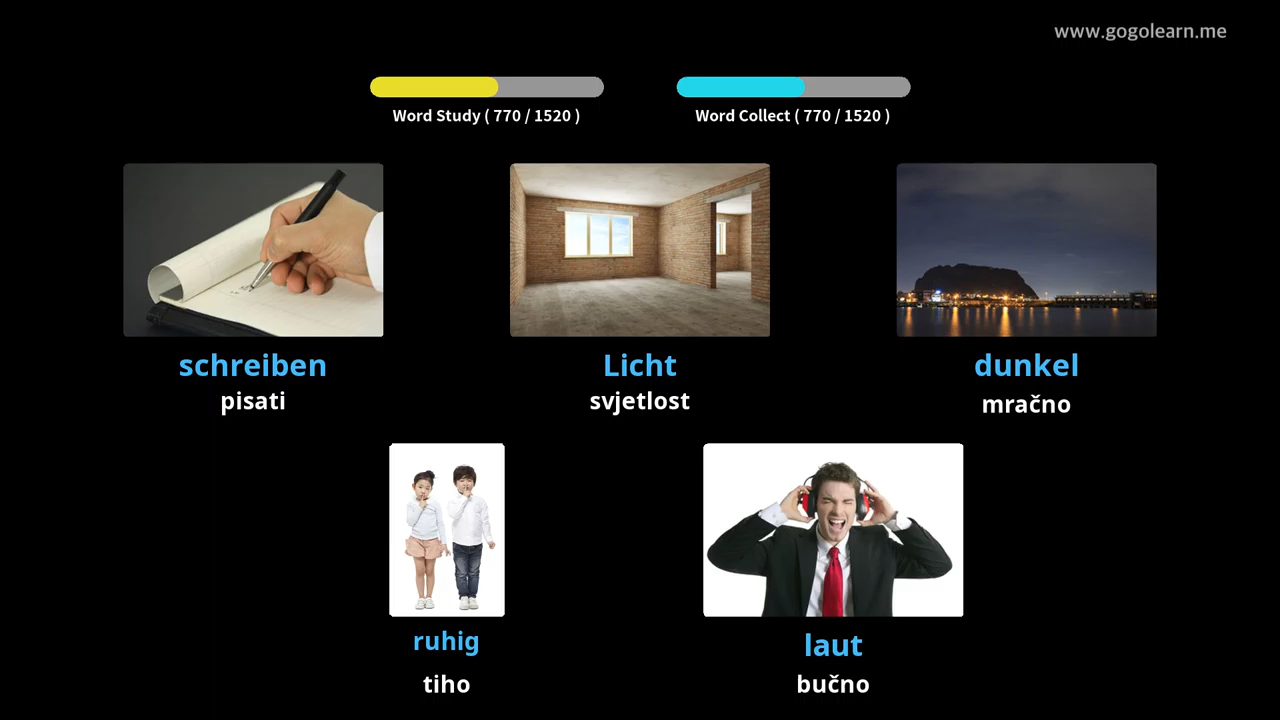 www.gogolearn.me
Word Study ( 770 / 1520 )
Word Collect ( 770 / 1520 )
schreiben
pisati
Licht
svjetlost
dunkel
mračno
ruhig
tiho
laut
bučno